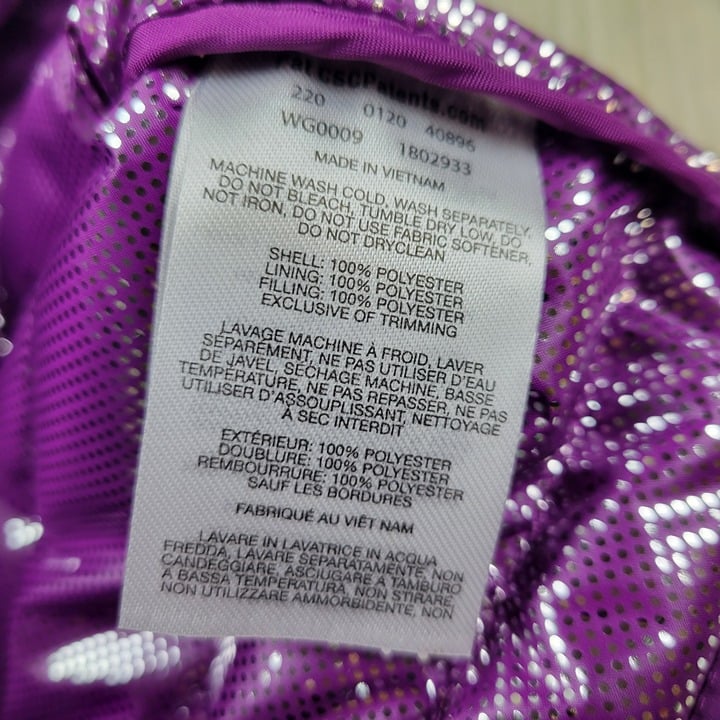 220 0120 40896
WG0009 1802933
MADE IN VIETNAM
MACHINE WASH COLD, WASH SEPARATELY,
DO NOT BLEACH, TUMBLE DRY LOW, DO
NOT IRON, DO NOT USE FABRIC SOFTENER,
DO NOT DRYCLEAN
SHELL: 100% POLYESTER
LINING: 100% POLYESTER
FILLING: 100% POLYESTER
EXCLUSIVE OF TRIMMING
LAVAGE MACHINE À FROID, LAVER
SÉPARÉMENT, NE PAS UTILISER D'EAU
DE JAVEL, SÉCHAGE MACHINE, BASSE
TEMPÉRATURE, NE PAS REPASSER, NE PAS
UTILISER D'ASSOUPLISSANT, NETTOYAGE
À SEC INTERDIT
EXTÉRIEUR: 100% POLYESTER
DOUBLURE: 100% POLYESTER
REMBOURRURE: 100% POLYESTER
SAUF LES BORDURES
FABRIQUÉ AU VIÊT NAM
LAVARE IN LAVATRICE IN ACQUA
FREDDA, LAVARE SEPARATAMENTE, NON
CANDEGGIARE, ASCIUGARE A TAMBURO
A BASSA TEMPERATURA, NON STIRARE,
NON UTILIZZARE AMMORBIDENTE, NON